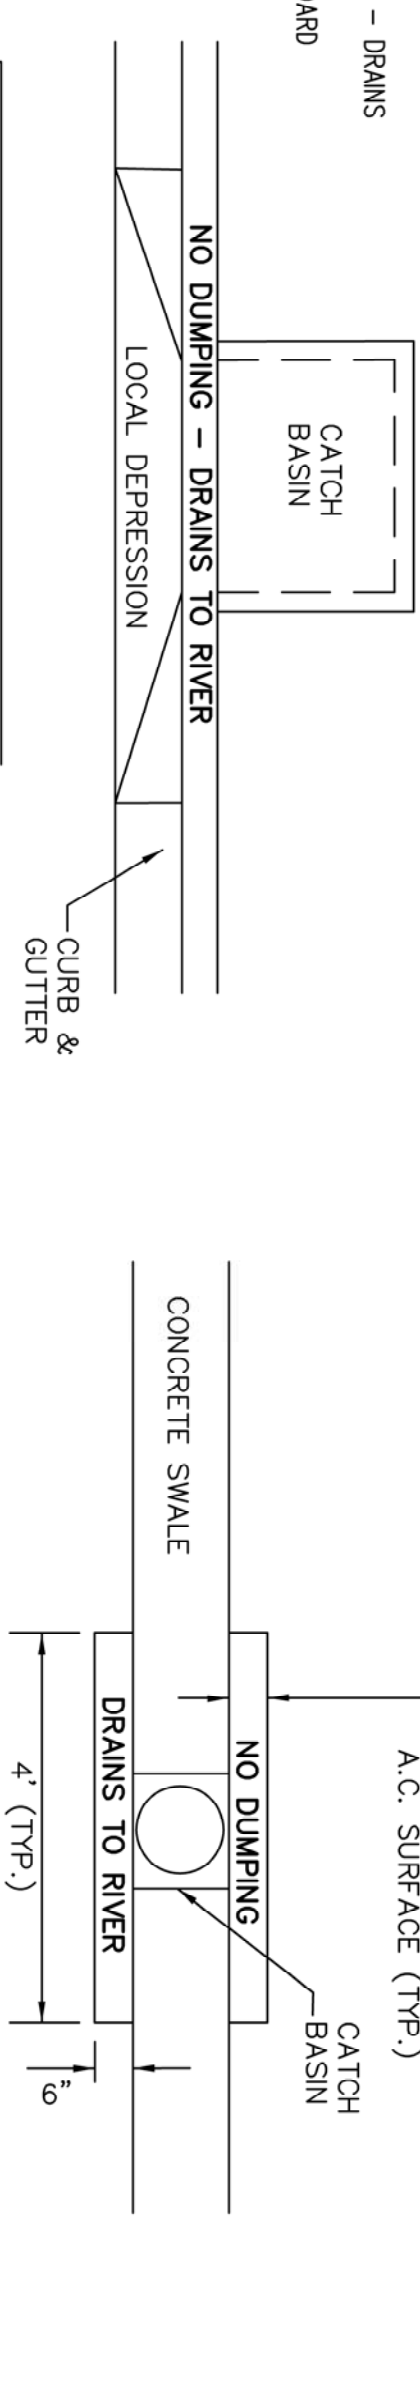 – DRAINS
DARD
CATCH
BASIN
NO DUMPING – DRAINS TO RIVER
LOCAL DEPRESSION
CURB &
GUTTER
A.C. SURFACE (TYP.)
CATCH
BASIN
NO DUMPING
CONCRETE SWALE
DRAINS TO RIVER
6”
4' (TYP.)